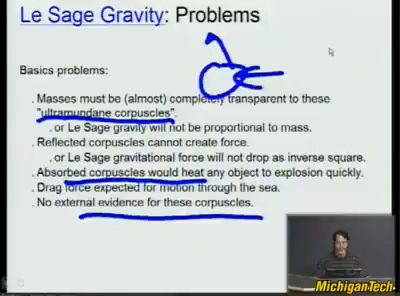 Le Sage Gravity: Problems
Basics problems:
. Masses must be (almost) completely transparent to these
"ultramundane corpuscles".
. or Le Sage gravity will not be proportional to mass.
. Reflected corpuscles cannot create force.
. or Le Sage gravitational force will not drop as inverse square.
. Absorbed corpuscles would heat any object to explosion quickly.
. Drag force expected for motion through the sea.
. No external evidence for these corpuscles.
MichiganTech